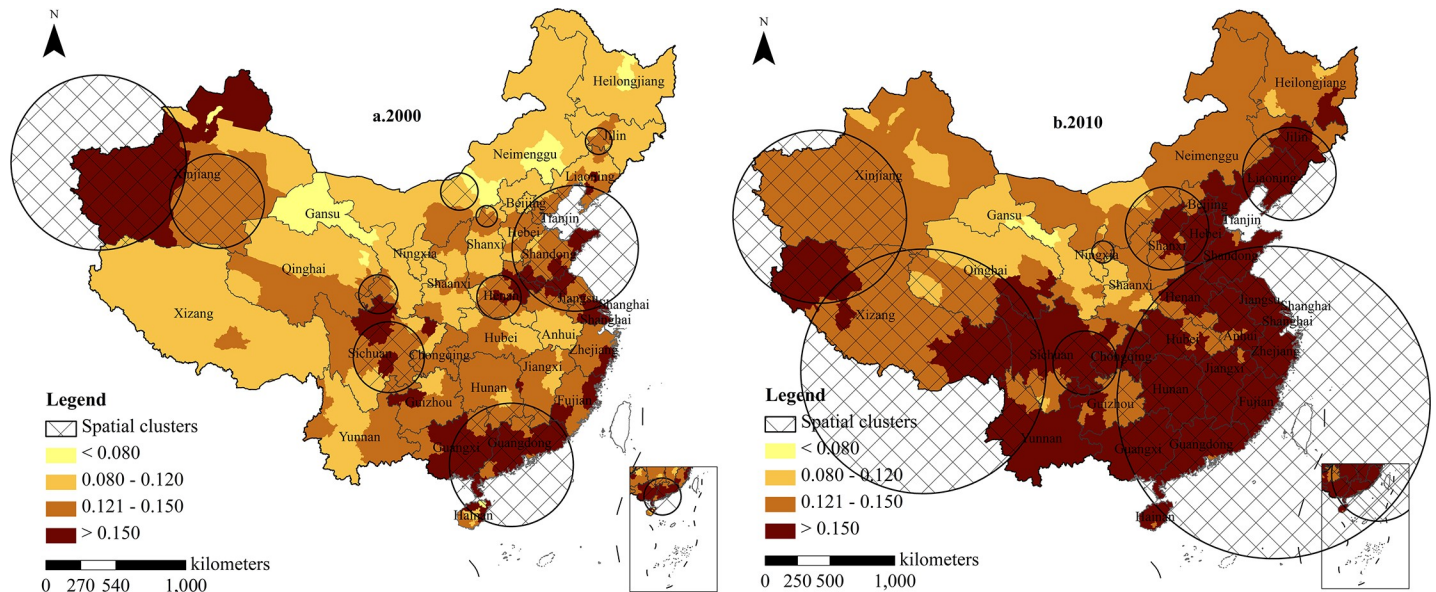 N
a.2000
Heilongjiang
Jilin
Neimenggu
Liaoning
Xinjiang
Beijing
Gansu
Tianjin
Hebei
Shanxi
Ningxia
Shandong
Qinghai
Shaanxi
Henan
Jiangsu
Shanghai
Shanghai
Xizang
Hubei
Anhui
Sichuan
Chongqing
Zhejiang
Jiangxi
Hunan
Guizhou
Fujian
Yunnan
Guangxi
Guangdong
Hainan
Legend
Spatial clusters
< 0.080
0.080 - 0.120
0.121 - 0.150
> 0.150
kilometers
0 270 540 1,000
N
b.2010
Heilongjiang
Jilin
Neimenggu
Liaoning
Xinjiang
Beijing
Gansu
Tianjin
Hebei
Shanxi
Ningxia
Shandong
Qinghai
Shaanxi
Henan
Jiangsu
Shanghai
Shanghai
Xizang
Hubei
Anhui
Sichuan
Chongqing
Zhejiang
Jiangxi
Hunan
Guizhou
Fujian
Yunnan
Guangxi
Guangdong
Hainan
Legend
Spatial clusters
< 0.080
0.080 - 0.120
0.121 - 0.150
> 0.150
kilometers
0 250 500 1,000